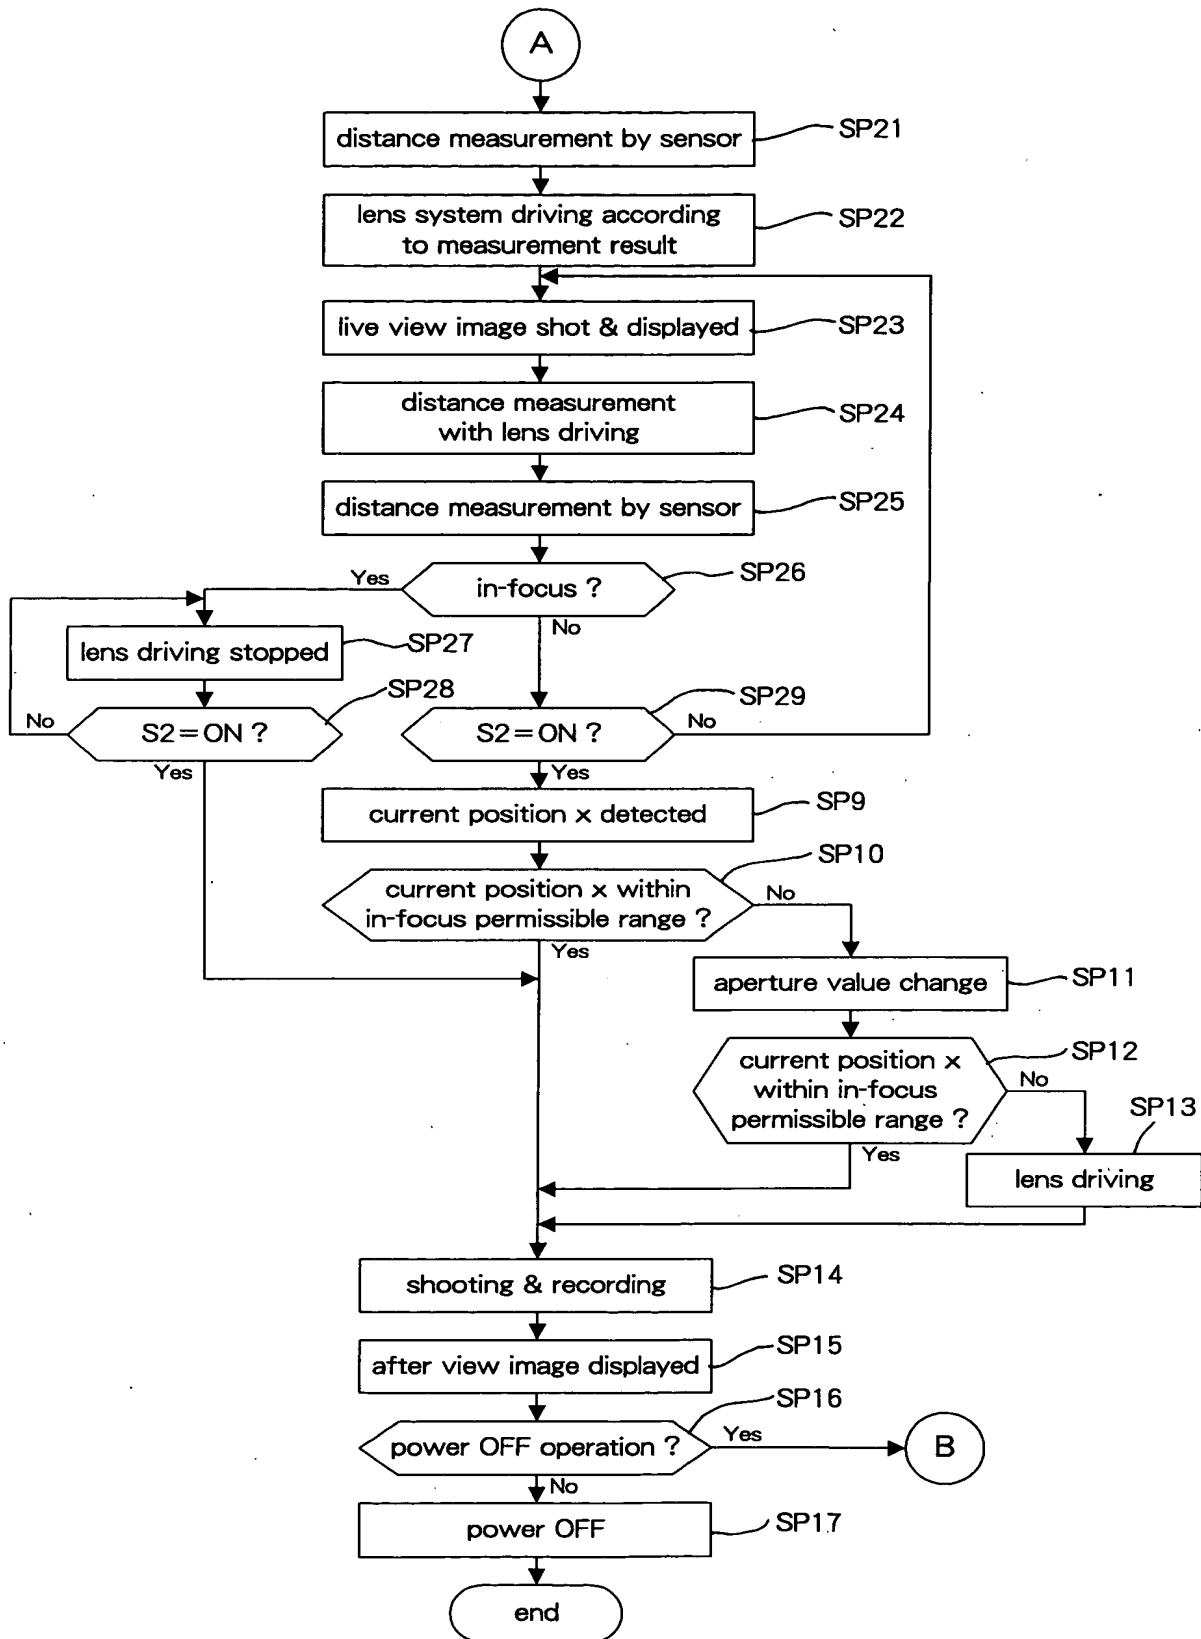 A
distance measurement by sensor
SP21
lens system driving according
to measurement result
SP22
live view image shot & displayed
SP23
distance measurement
with lens driving
SP24
distance measurement by sensor
SP25
in-focus ?
SP26
Yes
No
lens driving stopped
SP27
S2=ON ?
SP28
No
Yes
S2=ON ?
SP29
No
Yes
current position x detected
SP9
current position x within
in-focus permissible range ?
SP10
No
Yes
aperture value change
SP11
current position x
within in-focus
permissible range ?
SP12
No
Yes
lens driving
SP13
shooting & recording
SP14
after view image displayed
SP15
power OFF operation ?
SP16
Yes
B
No
power OFF
SP17
end